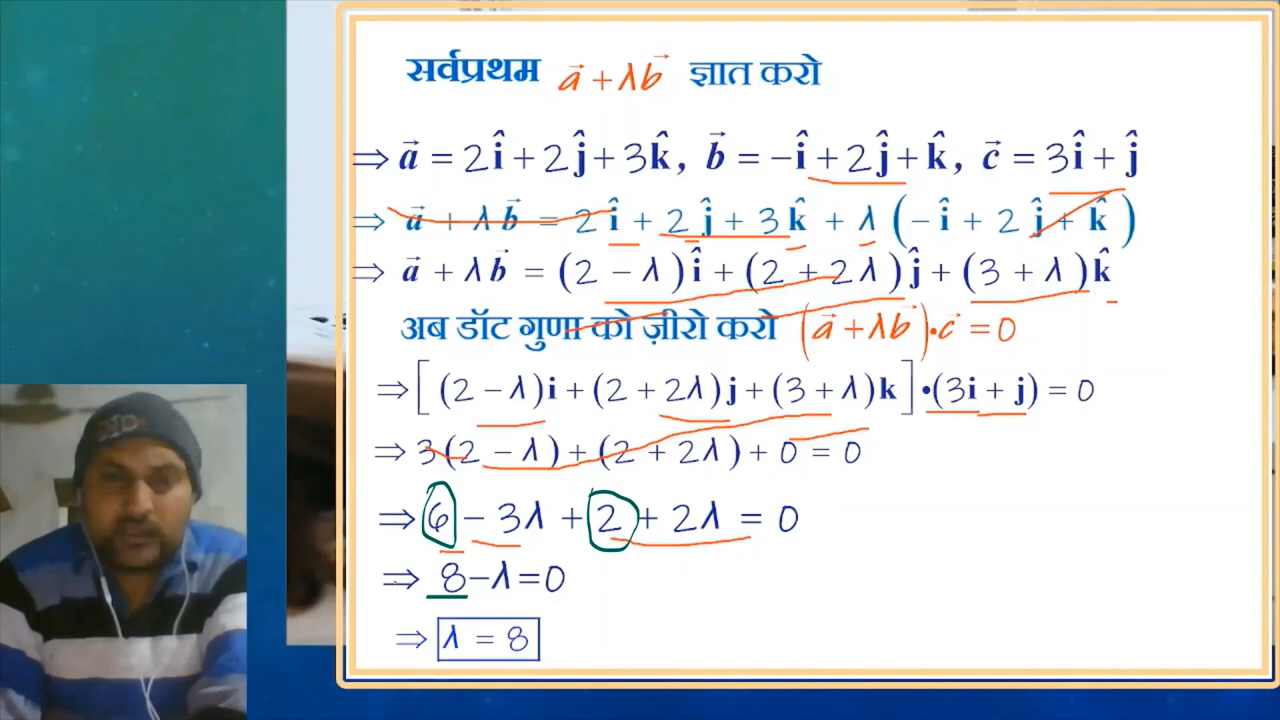 सर्वप्रथम a⃗ + λb⃗ ज्ञात करो
⇒ a⃗ = 2î + 2ĵ + 3k̂, b⃗ = −î + 2ĵ + k̂, c⃗ = 3î + ĵ
⇒ a⃗ + λb⃗ = 2î + 2ĵ + 3k̂ + λ(−î + 2ĵ + k̂)
⇒ a⃗ + λb⃗ = (2 − λ)î + (2 + 2λ)ĵ + (3 + λ)k̂
अब डॉट गुणा को ज़ीरो करो (a⃗ + λb⃗)•c⃗ = 0
⇒ [(2 − λ)i + (2 + 2λ)j + (3 + λ)k]•(3i + j) = 0
⇒ 3(2 − λ) + (2 + 2λ) + 0 = 0
⇒ 6 − 3λ + 2 + 2λ = 0
⇒ 8 − λ = 0
⇒ λ = 8